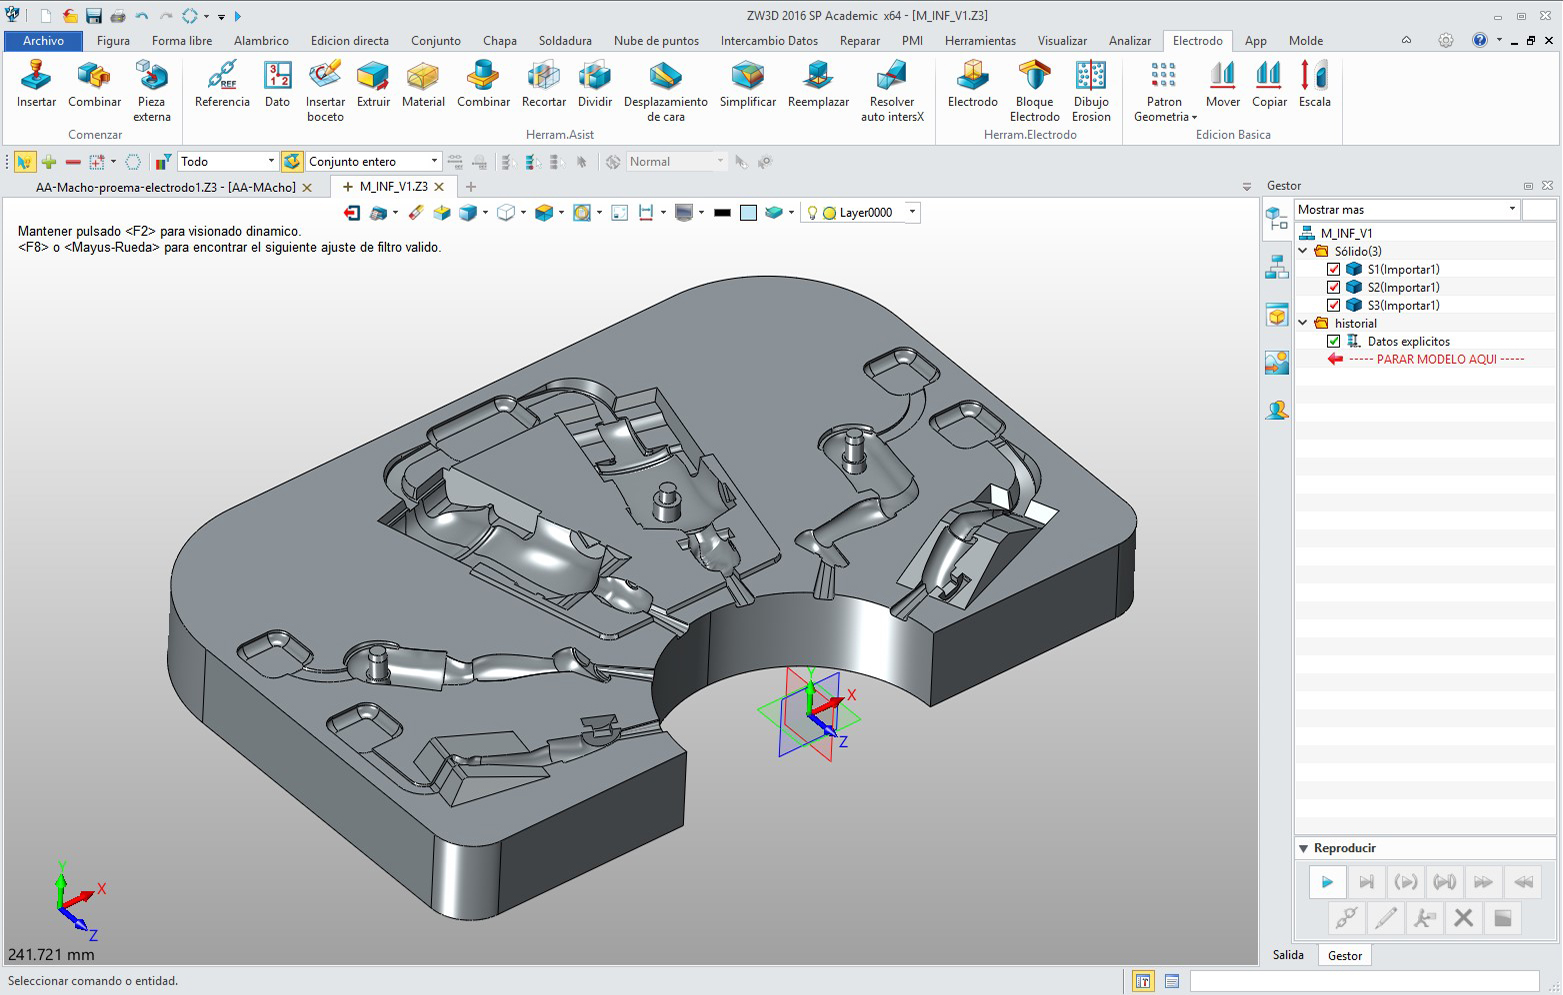 ZW3D 2016 SP Academic x64 - [M_INF_V1.Z3]
Archivo Figura Forma libre Alambrico Edicion directa Conjunto Chapa Soldadura Nube de puntos Intercambio Datos Reparar PMI Herramientas Visualizar Analizar Electrodo App Molde
Insertar Combinar Pieza externa Referencia Dato Insertar boceto Extruir Material Combinar Recortar Dividir Desplazamiento de cara Simplificar Reemplazar Resolver auto intersX Electrodo Bloque Electrodo Dibujo Erosion Patron Geometria Mover Copiar Escala
Comenzar Herram.Asist Herram.Electrodo Edicion Basica
Todo Conjunto entero Normal
AA-Macho-proema-electrodo1.Z3 - [AA-MAcho] M_INF_V1.Z3
Gestor
Layer0000
Mostrar mas
Mantener pulsado <F2> para visionado dinamico.
<F8> o <Mayus-Rueda> para encontrar el siguiente ajuste de filtro valido.
M_INF_V1
Sólido(3)
S1(Importar1)
S2(Importar1)
S3(Importar1)
historial
Datos explicitos
----- PARAR MODELO AQUI -----
Y
X
Z
Reproducir
Y
X
Z
241.722 mm
Salida Gestor
Seleccionar comando o entidad.